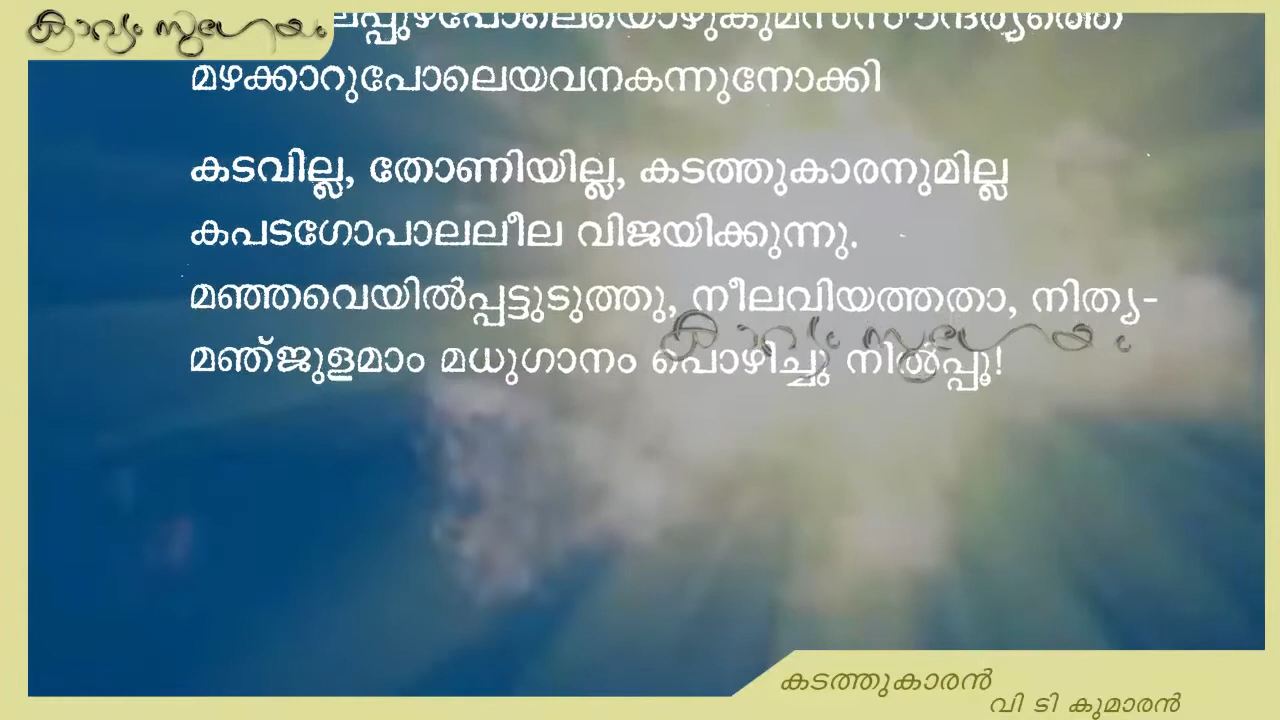 കാവ്യം സുഗേയം
മഴക്കാറുപോലെയവനകന്നുനോക്കി
കടവില്ല, തോണിയില്ല, കടത്തുകാരനുമില്ല
കപടഗോപാലലീല വിജയിക്കുന്നു.
മഞ്ഞവെയിൽപ്പട്ടുടുത്തു, നീലവിയത്തതാ, നിത്യ-
മഞ്ജുളമാം മധുഗാനം പൊഴിച്ചു നിൽപ്പൂ!
കാവ്യം സുഗേയം
കടത്തുകാരൻ
വി ടി കുമാരൻ